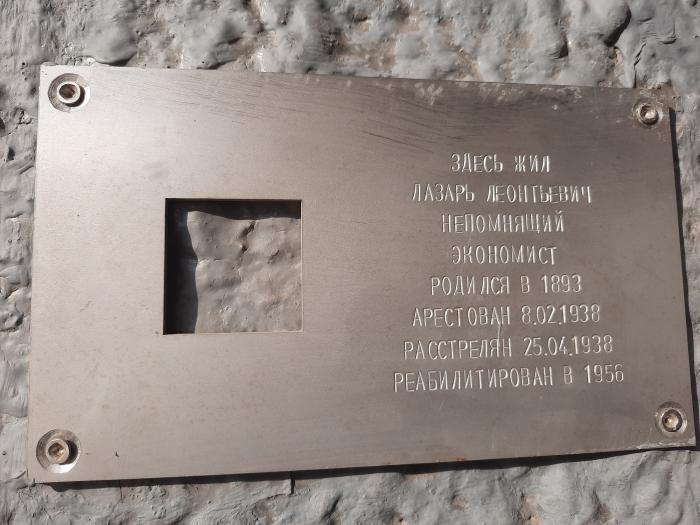 ЗДЕСЬ ЖИЛ
ЛАЗАРЬ ЛЕОНТЬЕВИЧ
НЕПОМНЯЩИЙ
ЭКОНОМИСТ
РОДИЛСЯ В 1893
АРЕСТОВАН 8.02.1938
РАССТРЕЛЯН 25.04.1938
РЕАБИЛИТИРОВАН В 1956